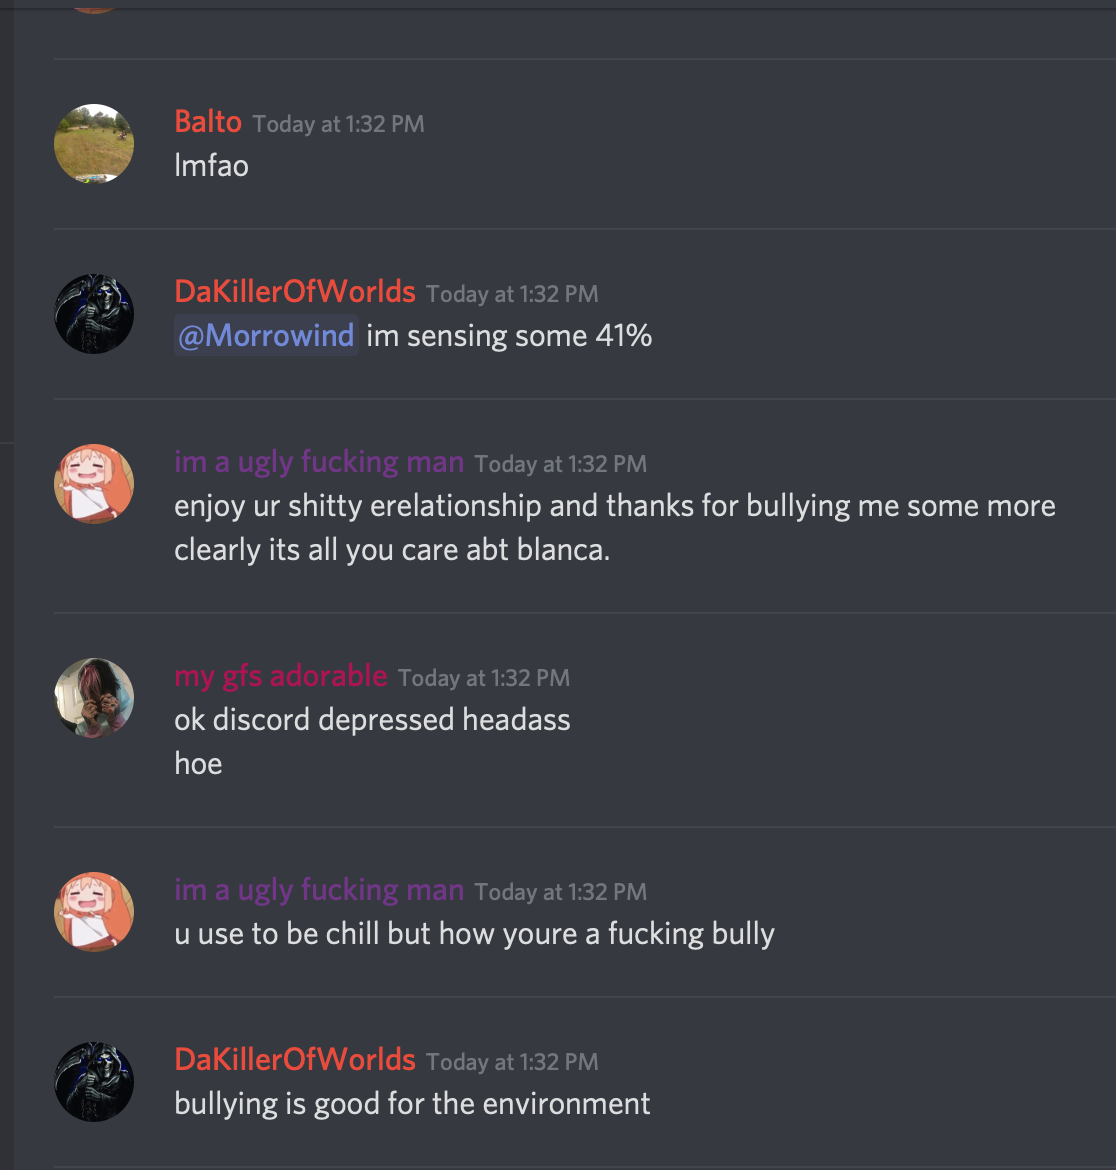 Balto Today at 1:32 PM
lmfao
DaKillerOfWorlds Today at 1:32 PM
@Morrowind im sensing some 41%
im a ugly fucking man Today at 1:32 PM
enjoy ur shitty erelationship and thanks for bullying me some more
clearly its all you care abt blanca.
my gfs adorable Today at 1:32 PM
ok discord depressed headass
hoe
im a ugly fucking man Today at 1:32 PM
u use to be chill but how youre a fucking bully
DaKillerOfWorlds Today at 1:32 PM
bullying is good for the environment